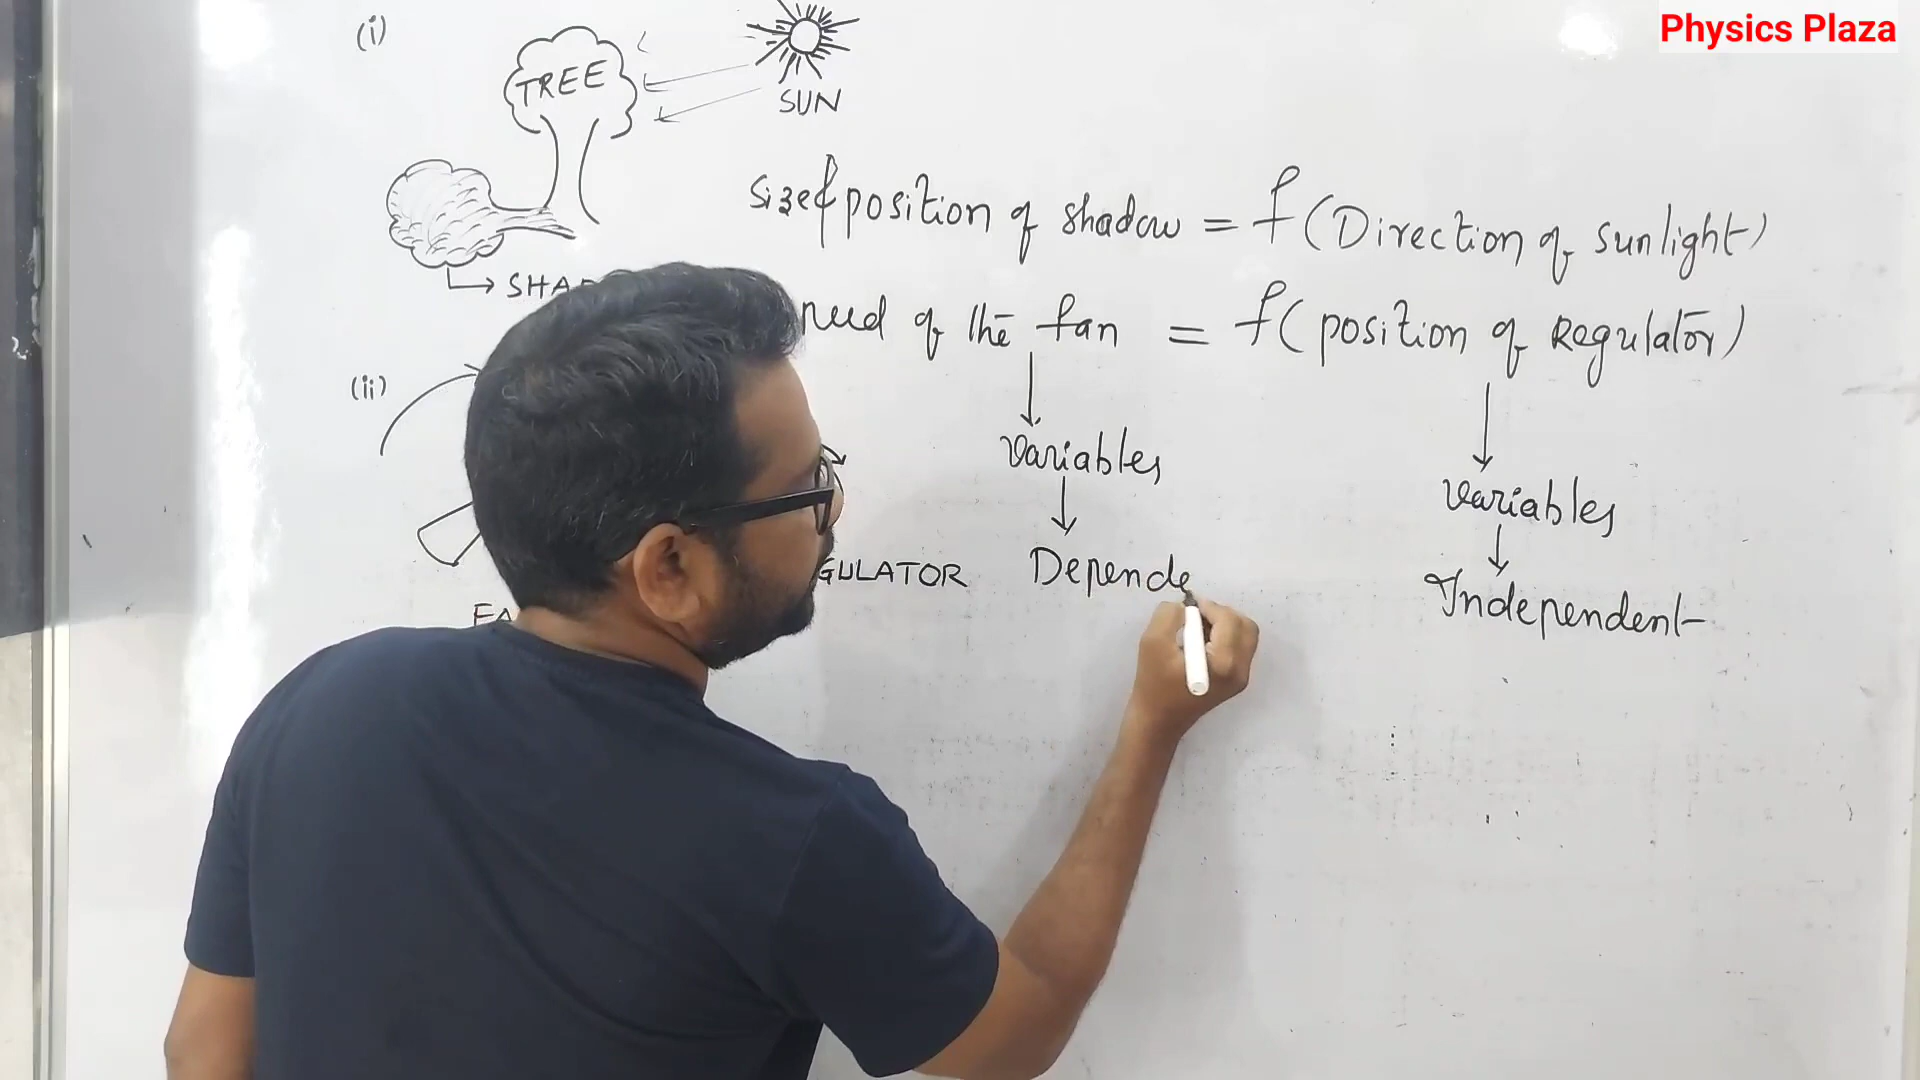 Physics Plaza
(i)
TREE
SUN
size & position of shadow = f(Direction of sunlight)
SHA
of the fan = f(position of Regulator)
(ii)
Variables
Variables
GULATOR
Depende
Independent
FA